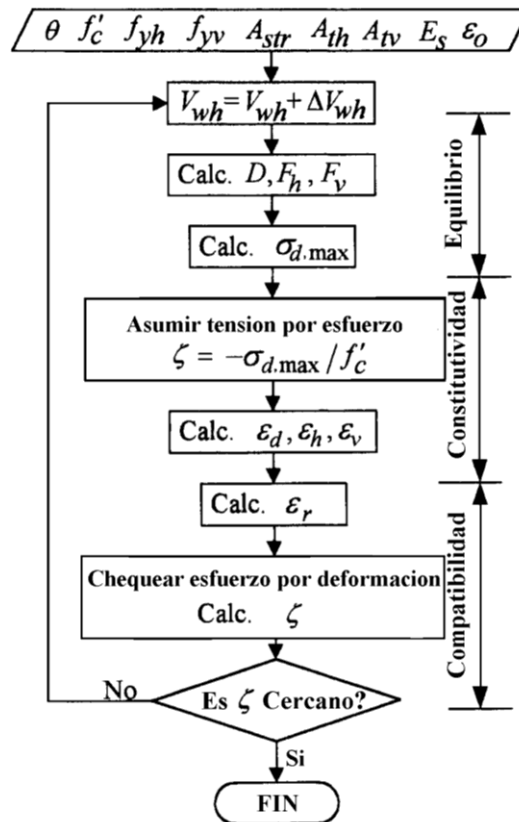 θ f′c fyh fyv Astr Ath Atv Es εo
Vwh=Vwh+ΔVwh
Calc. D,Fh, Fv
Calc. σd.max
Asumir tension por esfuerzo
ζ = −σd.max / f′c
Calc. εd,εh,εv
Calc. εr
Chequear esfuerzo por deformacion
Calc. ζ
Es ζ Cercano?
No
Si
FIN
Equilibrio
Constitutividad
Compatibilidad